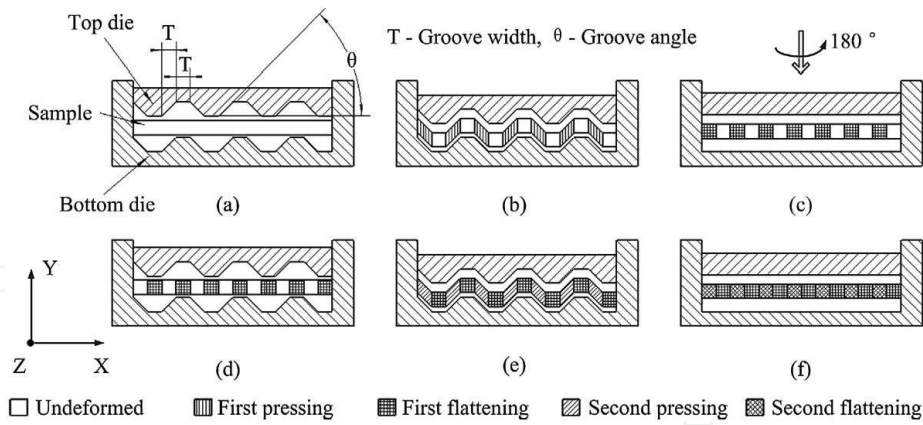 Top die
T
T
θ
T - Groove width, θ - Groove angle
180 °
Sample
Bottom die
(a)
(b)
(c)
Y
Z
X
(d)
(e)
(f)
Undeformed
First pressing
First flattening
Second pressing
Second flattening